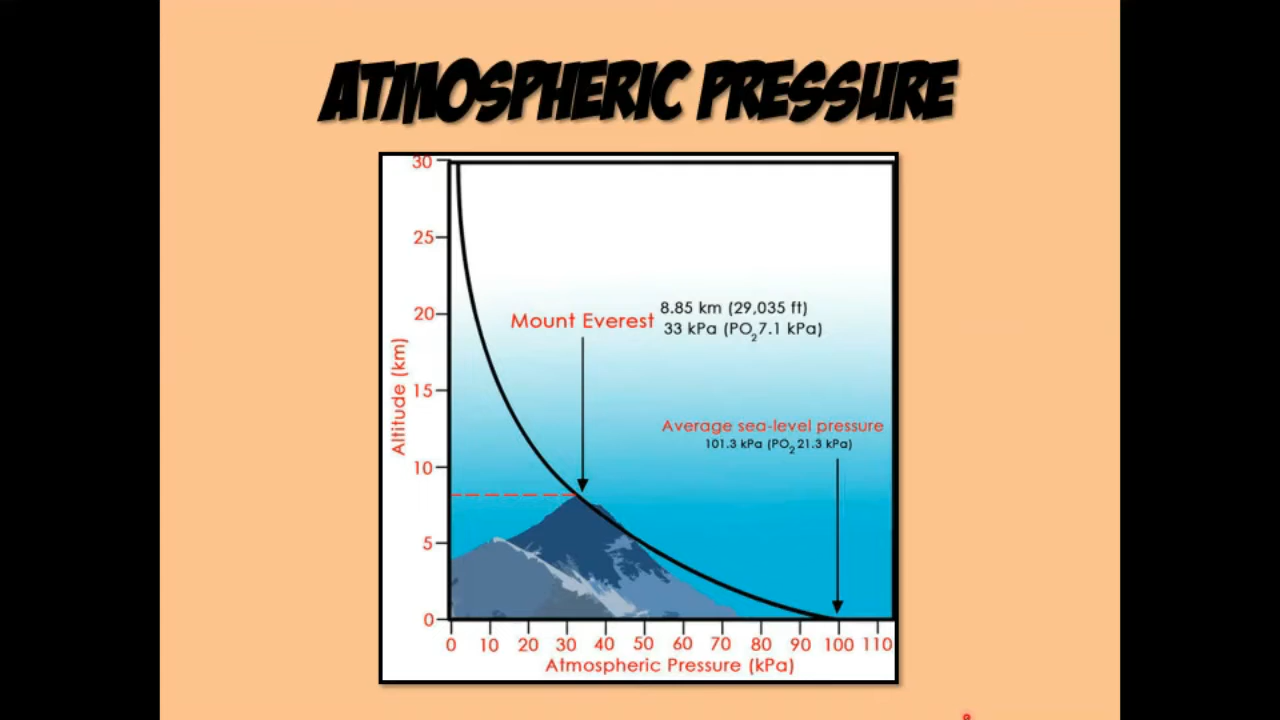 ATMOSPHERIC PRESSURE
30
25
20
15
10
5
0
Altitude (km)
Mount Everest
8.85 km (29,035 ft)
33 kPa (PO2 7.1 kPa)
Average sea-level pressure
101.3 kPa (PO2 21.3 kPa)
0 10 20 30 40 50 60 70 80 90 100 110
Atmospheric Pressure (kPa)